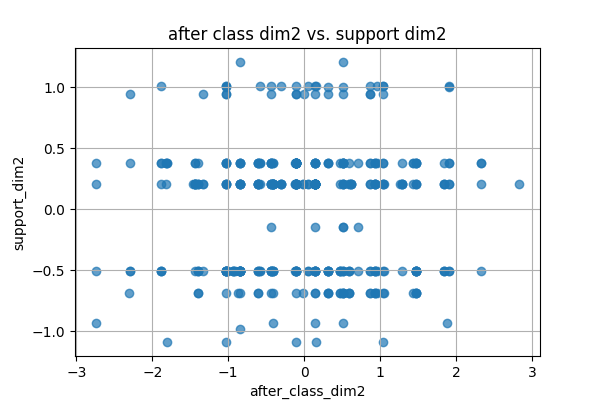 after class dim2 vs. support dim2
1.0
0.5
0.0
−0.5
−1.0
support_dim2
−3 −2 −1 0 1 2 3
after_class_dim2